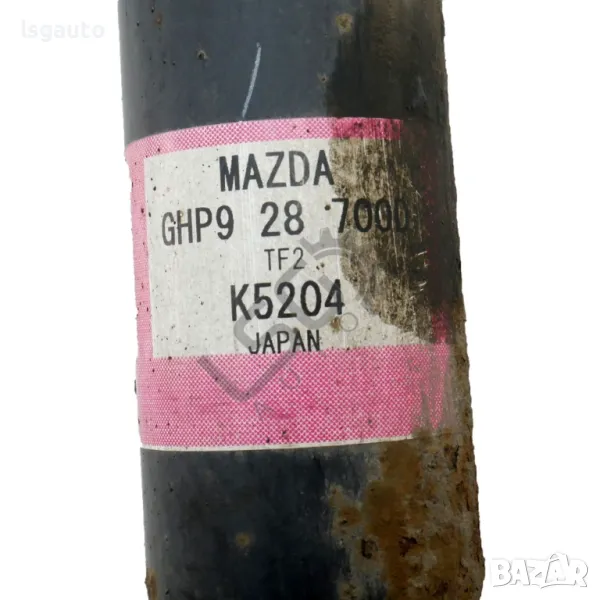 lsgauto
MAZDA
GHP9 28 700D
TF2
K5204
JAPAN
BAZAR